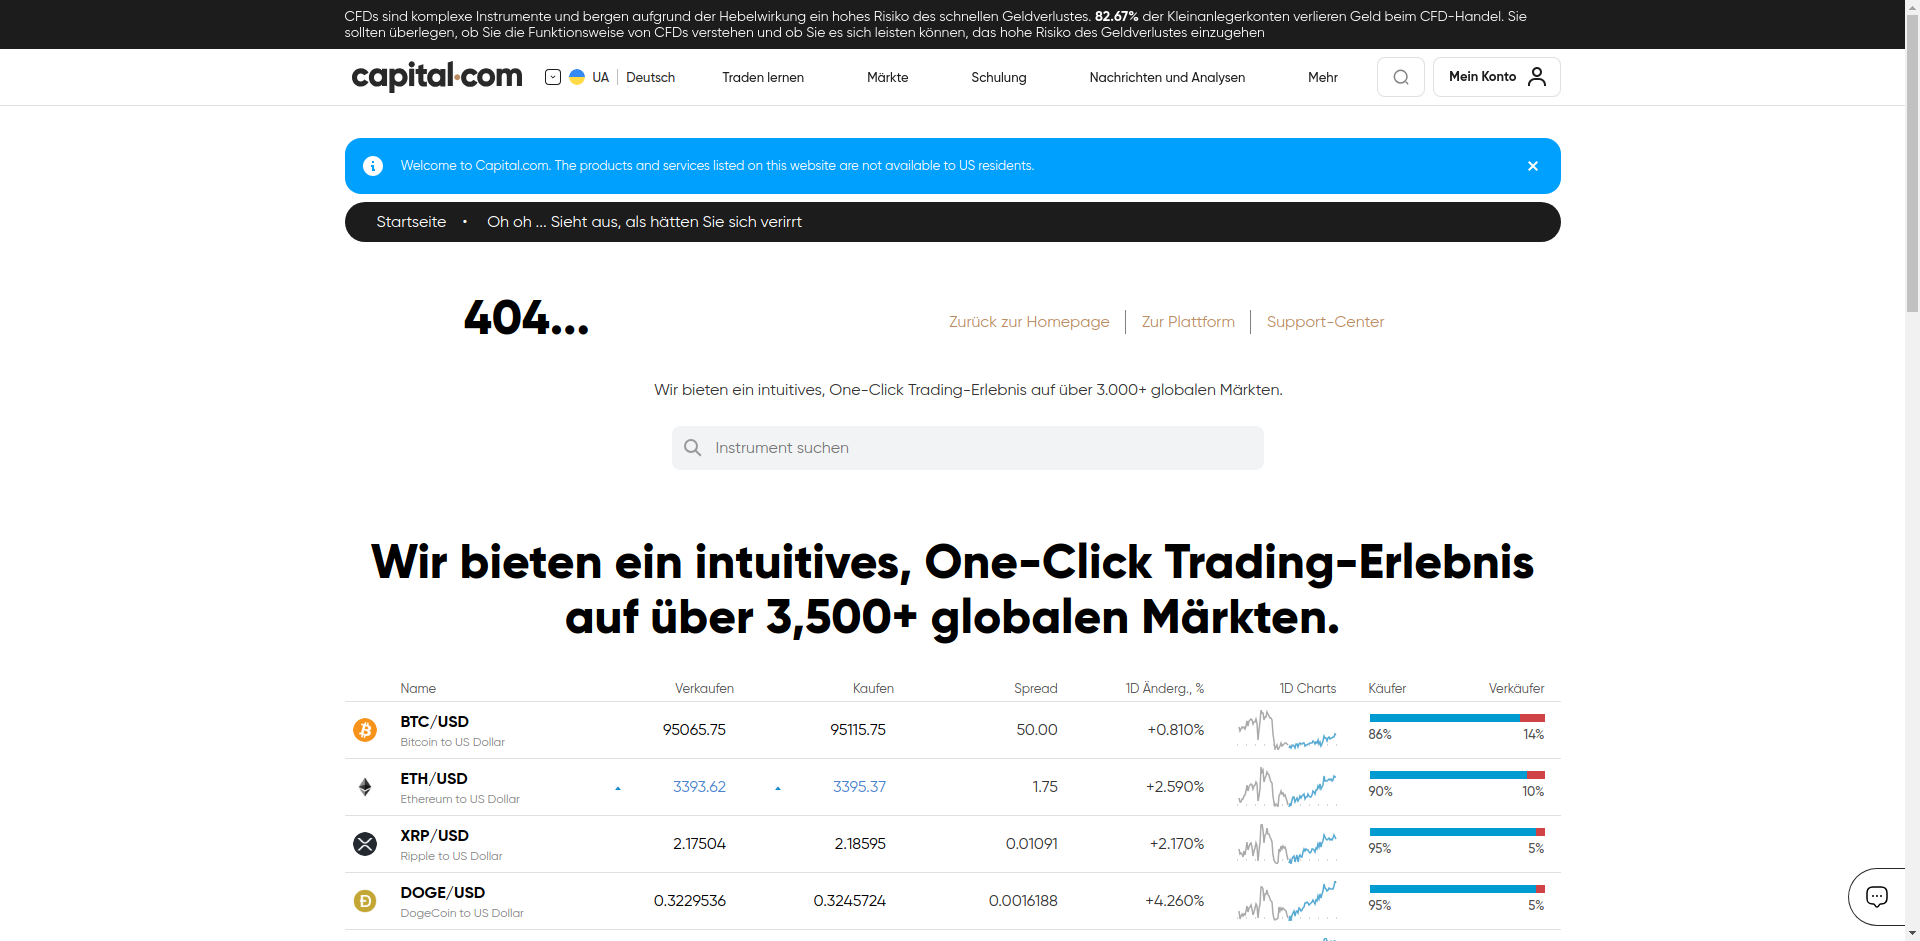 CFDs sind komplexe Instrumente und bergen aufgrund der Hebelwirkung ein hohes Risiko des schnellen Geldverlustes. 82.67% der Kleinanlegerkonten verlieren Geld beim CFD-Handel. Sie
sollten überlegen, ob Sie die Funktionsweise von CFDs verstehen und ob Sie es sich leisten können, das hohe Risiko des Geldverlustes einzugehen
capital.com UA Deutsch Traden lernen Märkte Schulung Nachrichten und Analysen Mehr Mein Konto
Welcome to Capital.com. The products and services listed on this website are not available to US residents.
Startseite • Oh oh ... Sieht aus, als hätten Sie sich verirrt
404...
Zurück zur Homepage Zur Plattform Support-Center
Wir bieten ein intuitives, One-Click Trading-Erlebnis auf über 3.000+ globalen Märkten.
Instrument suchen
Wir bieten ein intuitives, One-Click Trading-Erlebnis
auf über 3,500+ globalen Märkten.
Name Verkaufen Kaufen Spread 1D Änderg., % 1D Charts Käufer Verkäufer
BTC/USD 95065.75 95115.75 50.00 +0.810% 86% 14%
Bitcoin to US Dollar
ETH/USD 3393.62 3395.37 1.75 +2.590% 90% 10%
Ethereum to US Dollar
XRP/USD 2.17504 2.18595 0.01091 +2.170% 95% 5%
Ripple to US Dollar
DOGE/USD 0.3229536 0.3245724 0.0016188 +4.260% 95% 5%
DogeCoin to US Dollar